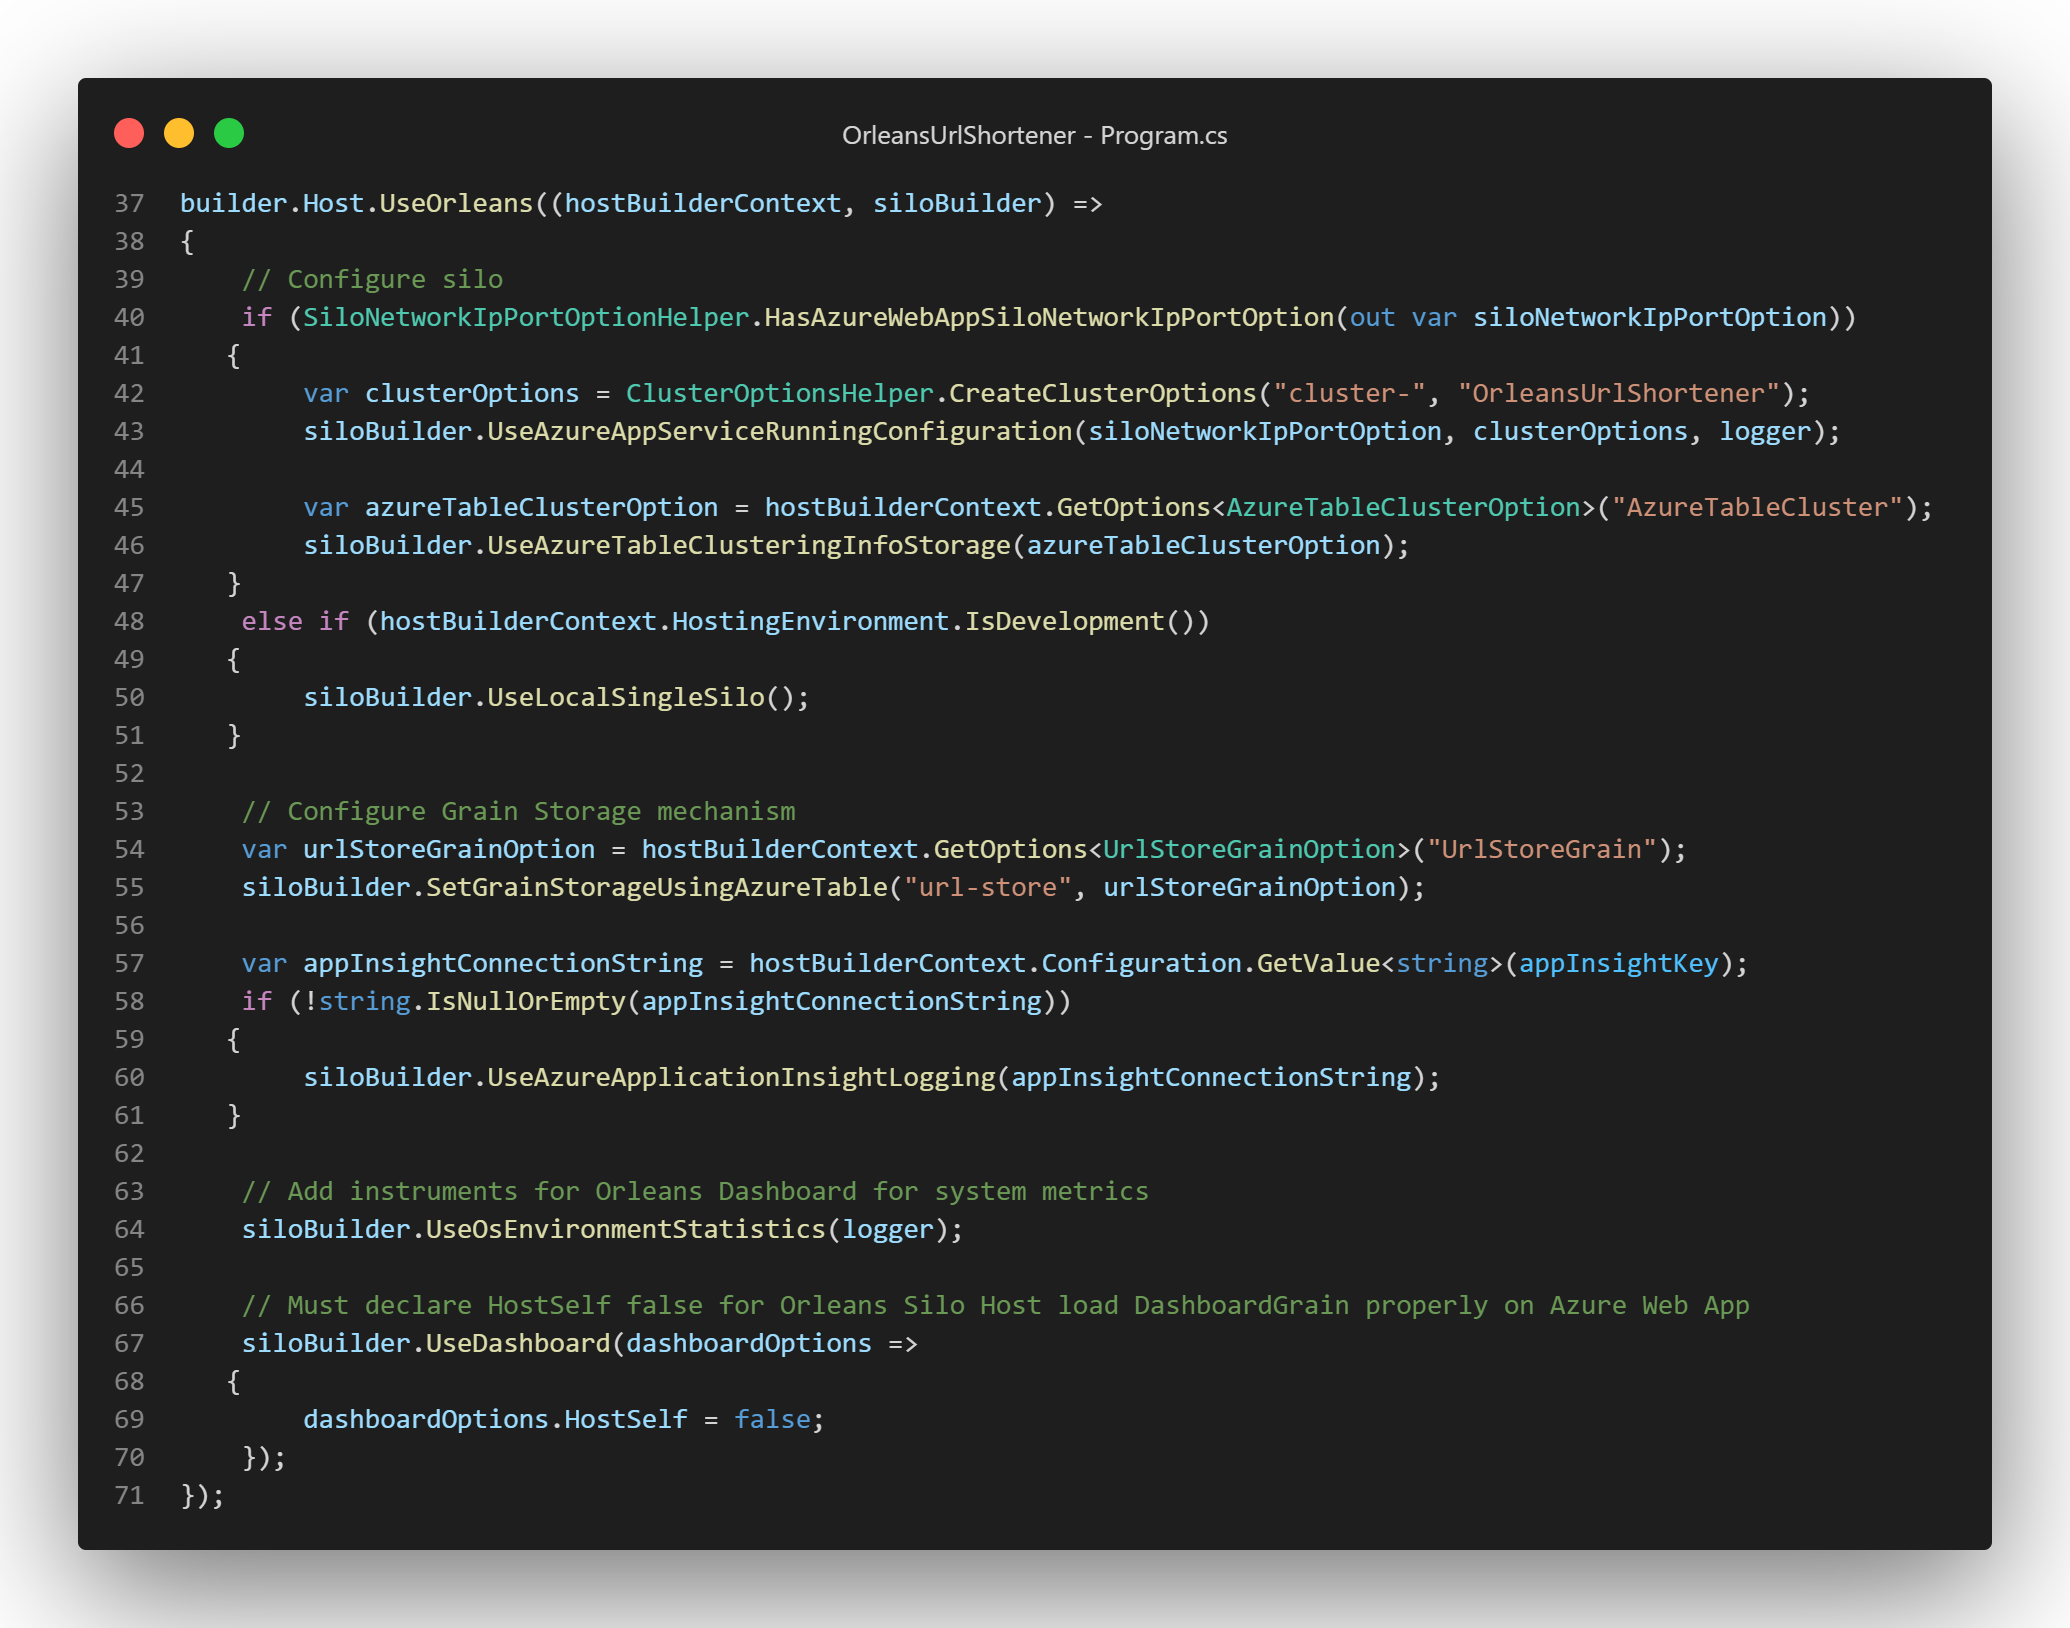 OrleansUrlShortener - Program.cs
37 builder.Host.UseOrleans((hostBuilderContext, siloBuilder) =>
38 {
39     // Configure silo
40     if (SiloNetworkIpPortOptionHelper.HasAzureWebAppSiloNetworkIpPortOption(out var siloNetworkIpPortOption))
41    {
42         var clusterOptions = ClusterOptionsHelper.CreateClusterOptions("cluster-", "OrleansUrlShortener");
43         siloBuilder.UseAzureAppServiceRunningConfiguration(siloNetworkIpPortOption, clusterOptions, logger);
44
45         var azureTableClusterOption = hostBuilderContext.GetOptions<AzureTableClusterOption>("AzureTableCluster");
46         siloBuilder.UseAzureTableClusteringInfoStorage(azureTableClusterOption);
47    }
48     else if (hostBuilderContext.HostingEnvironment.IsDevelopment())
49    {
50         siloBuilder.UseLocalSingleSilo();
51    }
52
53     // Configure Grain Storage mechanism
54     var urlStoreGrainOption = hostBuilderContext.GetOptions<UrlStoreGrainOption>("UrlStoreGrain");
55     siloBuilder.SetGrainStorageUsingAzureTable("url-store", urlStoreGrainOption);
56
57     var appInsightConnectionString = hostBuilderContext.Configuration.GetValue<string>(appInsightKey);
58     if (!string.IsNullOrEmpty(appInsightConnectionString))
59    {
60         siloBuilder.UseAzureApplicationInsightLogging(appInsightConnectionString);
61    }
62
63     // Add instruments for Orleans Dashboard for system metrics
64     siloBuilder.UseOsEnvironmentStatistics(logger);
65
66     // Must declare HostSelf false for Orleans Silo Host load DashboardGrain properly on Azure Web App
67     siloBuilder.UseDashboard(dashboardOptions =>
68    {
69         dashboardOptions.HostSelf = false;
70     });
71 });